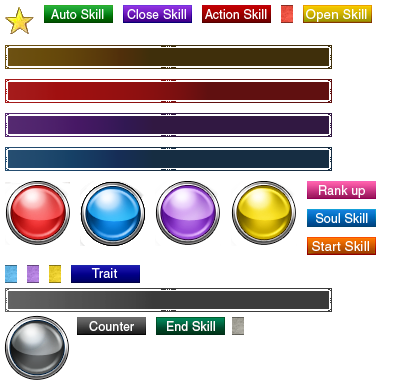 Auto Skill
Close Skill
Action Skill
Open Skill
Rank up
Soul Skill
Start Skill
Trait
Counter
End Skill